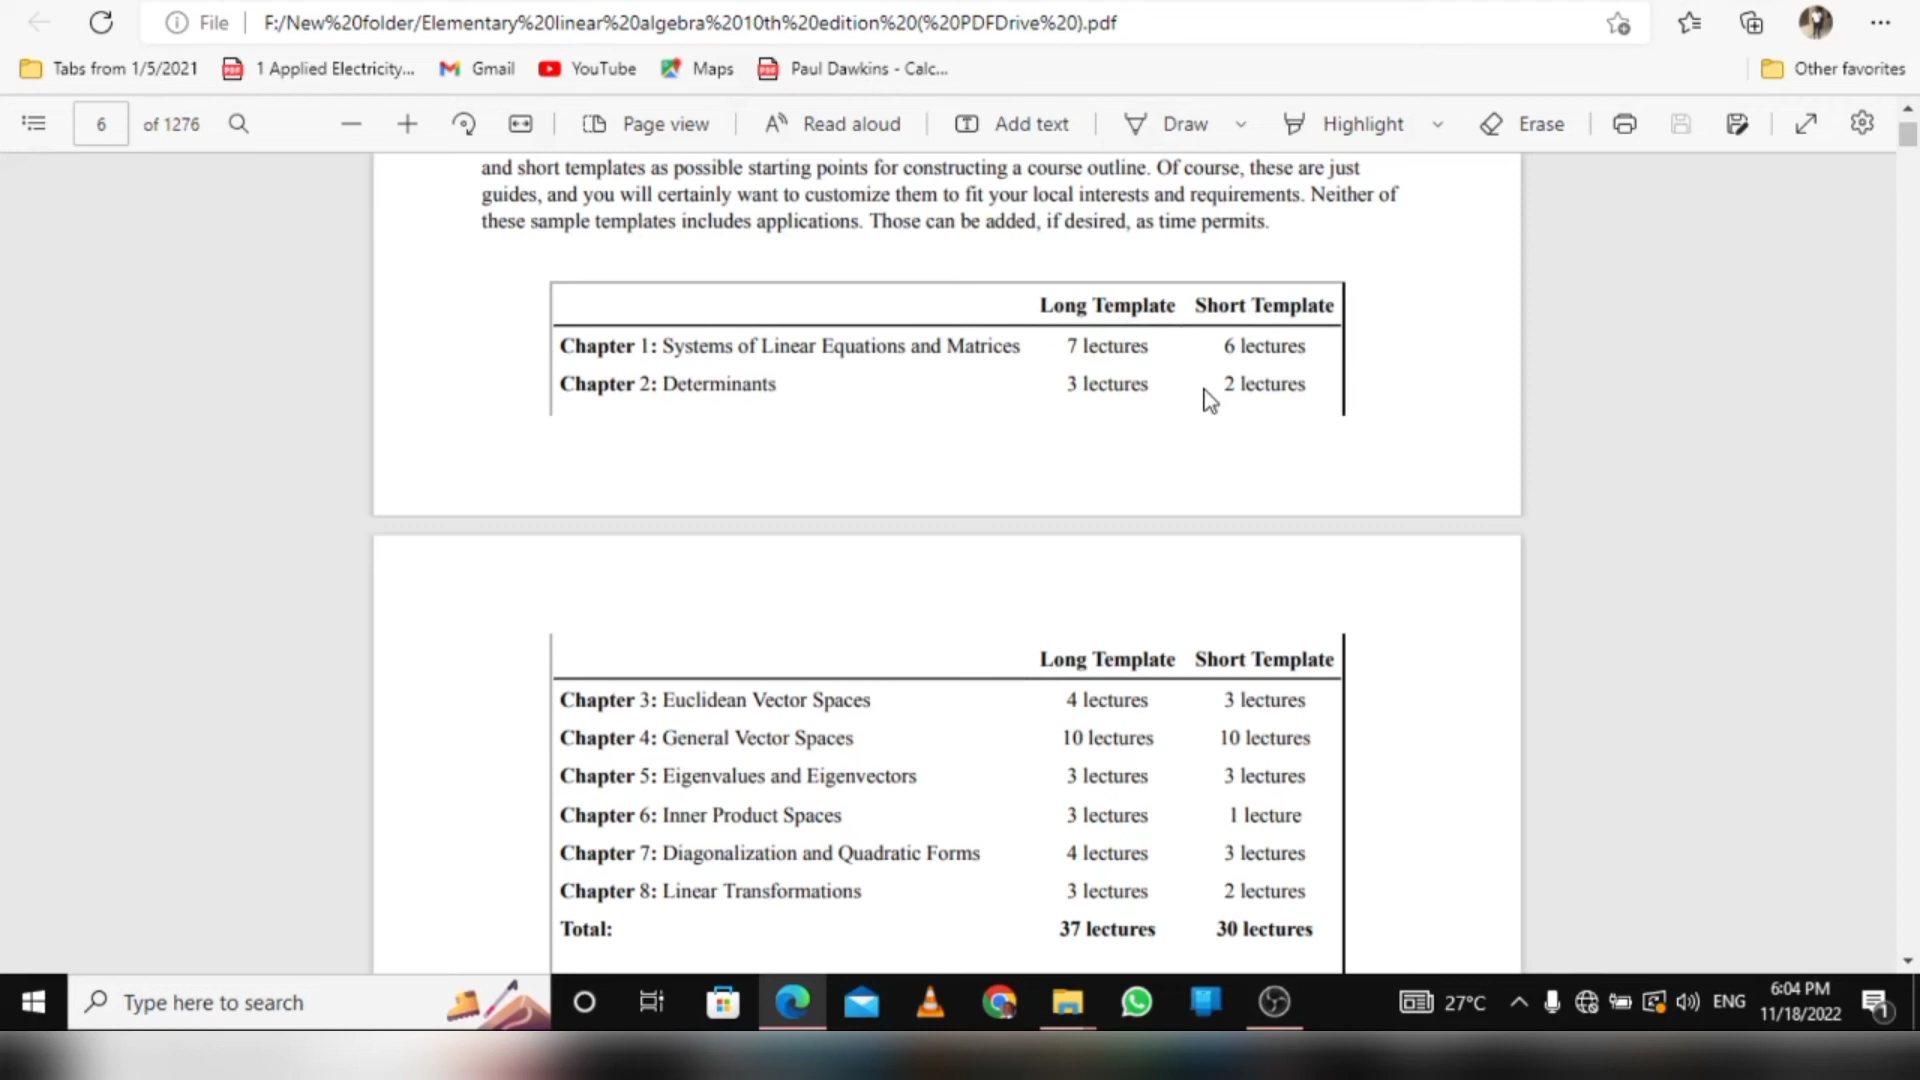 File F:/New%20folder/Elementary%20linear%20algebra%2010th%20edition%20(%20PDFDrive%20).pdf
Tabs from 1/5/2021 1 Applied Electricity... Gmail YouTube Maps Paul Dawkins - Calc... Other favorites
6 of 1276 Page view Read aloud Add text Draw Highlight Erase
and short templates as possible starting points for constructing a course outline. Of course, these are just
guides, and you will certainly want to customize them to fit your local interests and requirements. Neither of
these sample templates includes applications. Those can be added, if desired, as time permits.
Long Template Short Template
Chapter 1: Systems of Linear Equations and Matrices 7 lectures 6 lectures
Chapter 2: Determinants 3 lectures 2 lectures
Long Template Short Template
Chapter 3: Euclidean Vector Spaces 4 lectures 3 lectures
Chapter 4: General Vector Spaces 10 lectures 10 lectures
Chapter 5: Eigenvalues and Eigenvectors 3 lectures 3 lectures
Chapter 6: Inner Product Spaces 3 lectures 1 lecture
Chapter 7: Diagonalization and Quadratic Forms 4 lectures 3 lectures
Chapter 8: Linear Transformations 3 lectures 2 lectures
Total: 37 lectures 30 lectures
Type here to search 27°C ENG 6:04 PM
11/18/2022 1